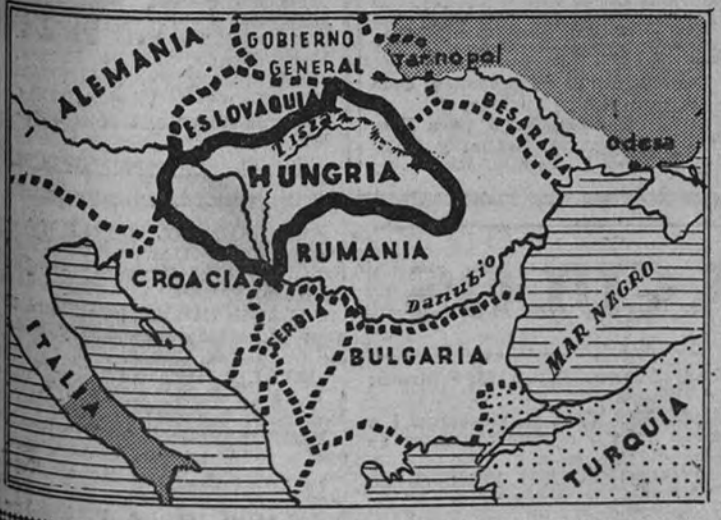 ALEMANIA
GOBIERNO
GENERAL
Tarnopol
ESLOVAQUIA
BESARABIA
Tisza
Odesa
HUNGRIA
RUMANIA
CROACIA
Danubio
MAR NEGRO
SERBIA
ITALIA
BULGARIA
TURQUIA